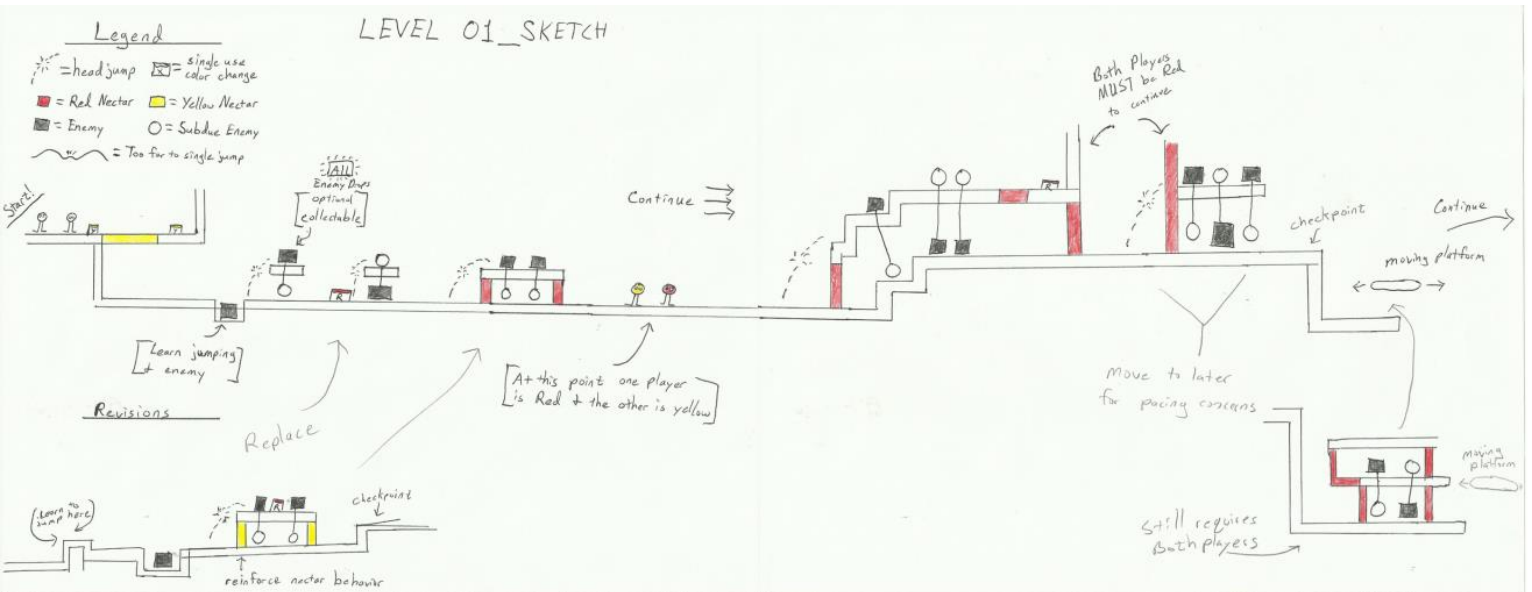 LEVEL 01_SKETCH
Legend
= head jump
R = single use
color change
= Red Nectar
= Yellow Nectar
= Enemy
= Subdue Enemy
= Too far to single jump
Start!
ALL
Enemy Drops
optional
collectable
Continue
Both Players
MUST be Red
to continue
R
R
checkpoint
Continue
moving platform
[Learn jumping
+ enemy]
[At this point one player
is Red + the other is yellow]
Move to later
for pacing concerns
Revisions
Replace
(Learn to
Jump here)
R
checkpoint
reinforce nectar behavior
moving
platform
Still requires
Both players